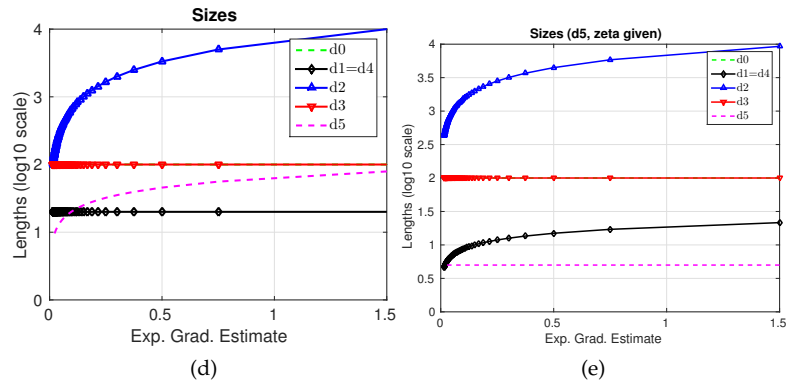 Sizes
4
3
2
1
0
Lengths (log10 scale)
0
0.5
1
1.5
Exp. Grad. Estimate
d0
d1=d4
d2
d3
d5
(d)
Sizes (d5, zeta given)
4
3.5
3
2.5
2
1.5
1
0.5
0
Lengths (log10 scale)
0
0.5
1
1.5
Exp. Grad. Estimate
d0
d1=d4
d2
d3
d5
(e)